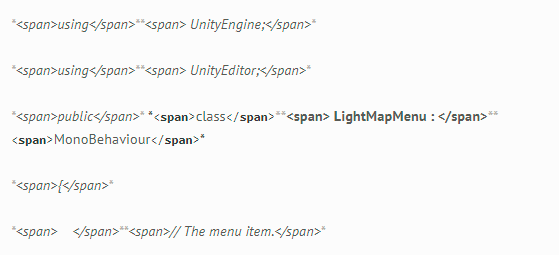 *<span>using</span>**<span> UnityEngine;</span>*
*<span>using</span>**<span> UnityEditor;</span>*
*<span>public</span>* *<span>class</span>**<span> LightMapMenu : </span>**
<span>MonoBehaviour</span>*
*<span>{</span>*
*<span>    </span>**<span>// The menu item.</span>*